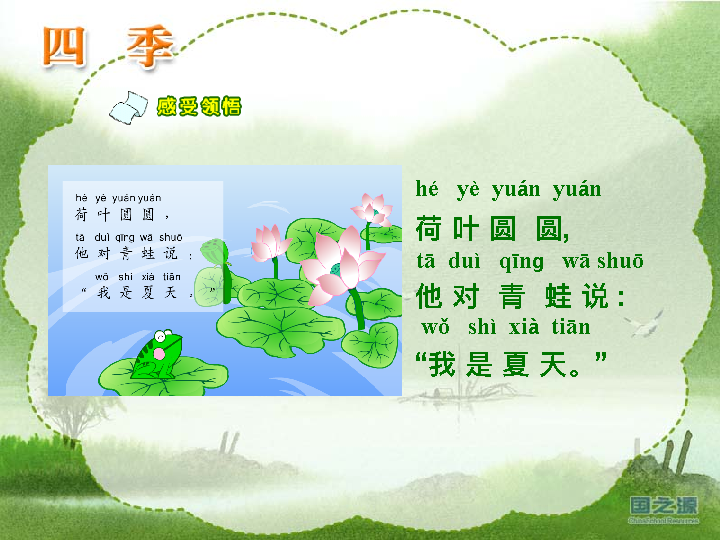 四 季
感受领悟
hé yè yuán yuán
荷 叶 圆 圆 ，
tā duì qīng wā shuō
他 对 青 蛙 说 ：
wǒ shì xià tiān
“ 我 是 夏 天 。 ”
hé yè yuán yuán
荷 叶 圆 圆,
tā duì qīng wā shuō
他 对 青 蛙 说 :
wǒ shì xià tiān
“我 是 夏 天。”
国之源